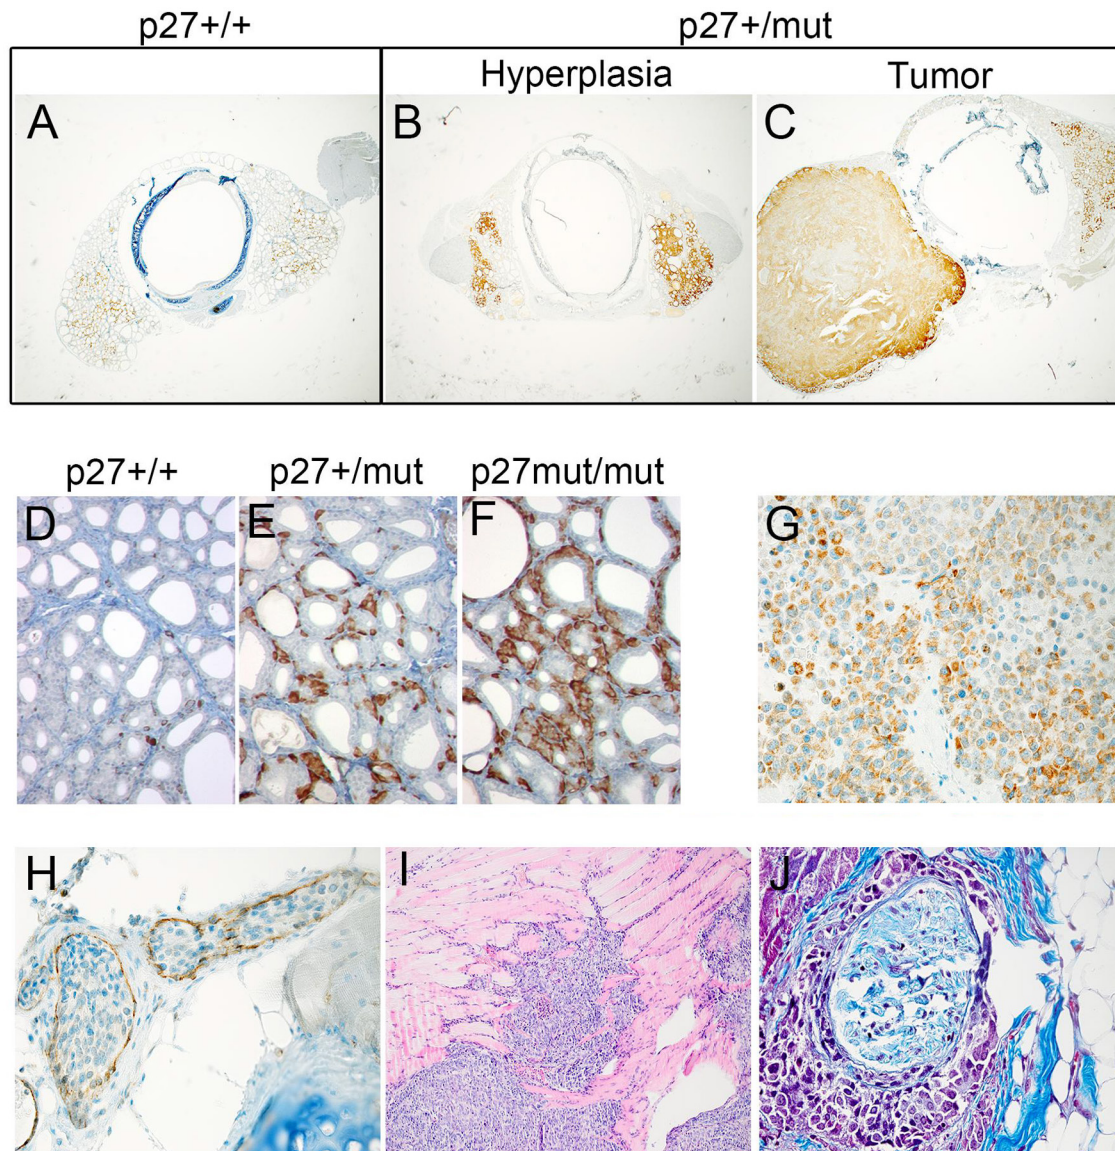 p27+/+ p27+/mut
Hyperplasia Tumor
A B C
p27+/+ p27+/mut p27mut/mut
D E F G
H I J